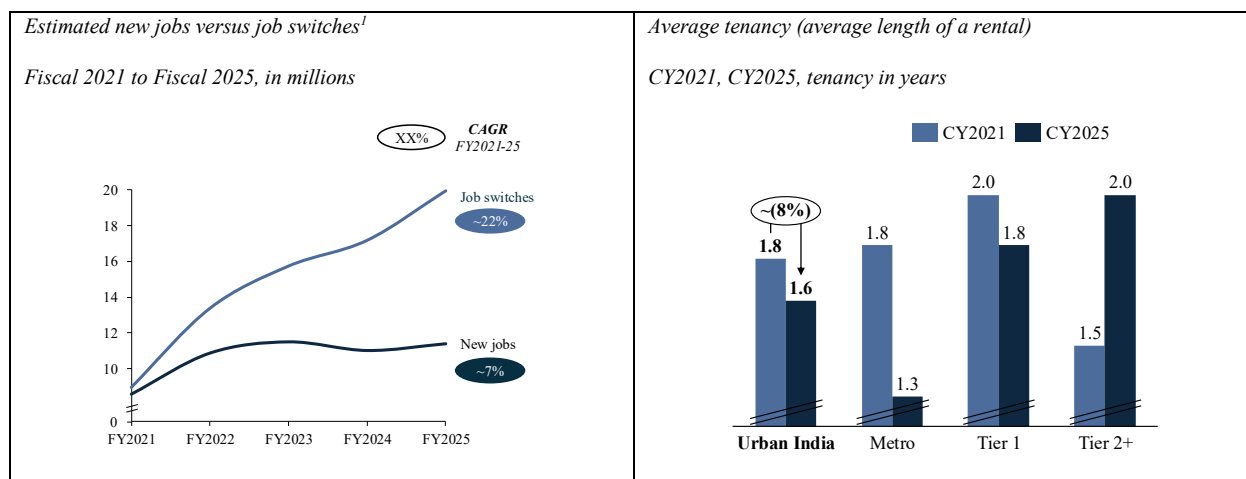 Estimated new jobs versus job switches1
Fiscal 2021 to Fiscal 2025, in millions
XX%
CAGR
FY2021-25
20
18
16
14
12
10
0
Job switches
~22%
New jobs
~7%
FY2021 FY2022 FY2023 FY2024 FY2025
Average tenancy (average length of a rental)
CY2021, CY2025, tenancy in years
CY2021 CY2025
~(8%)
1.8 1.6
1.8 1.3
2.0 1.8
1.5 2.0
Urban India Metro Tier 1 Tier 2+